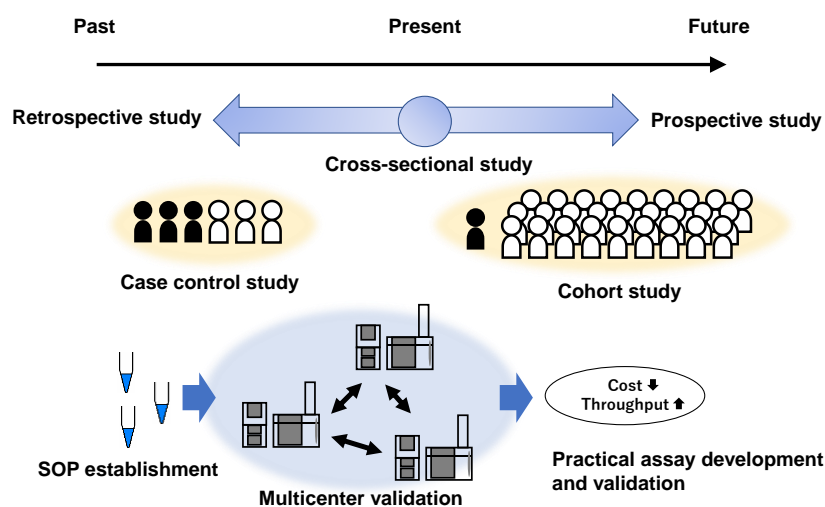 Past
Present
Future
Retrospective study
Prospective study
Cross-sectional study
Case control study
Cohort study
Cost ⬇
Throughput ⬆
SOP establishment
Multicenter validation
Practical assay development
and validation